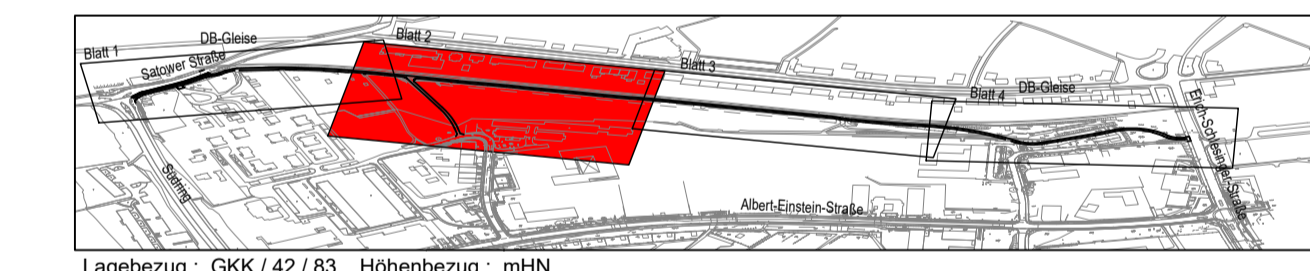 Blatt 1
DB-Gleise
Satower Straße
Blatt 2
Blatt 3
Blatt 4
DB-Gleise
Erich-Schlesinger-Straße
Südring
Albert-Einstein-Straße
Lagebezug : GKK / 42 / 83 Höhenbezug : mHN